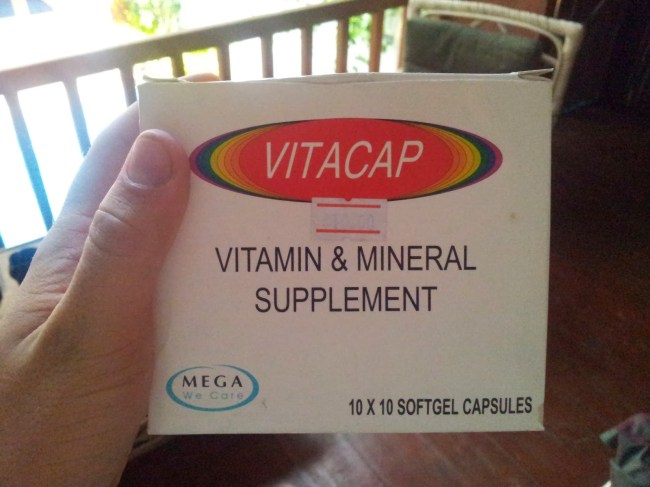 VITACAP
VITAMIN & MINERAL
SUPPLEMENT
MEGA
We Care
10 X 10 SOFTGEL CAPSULES